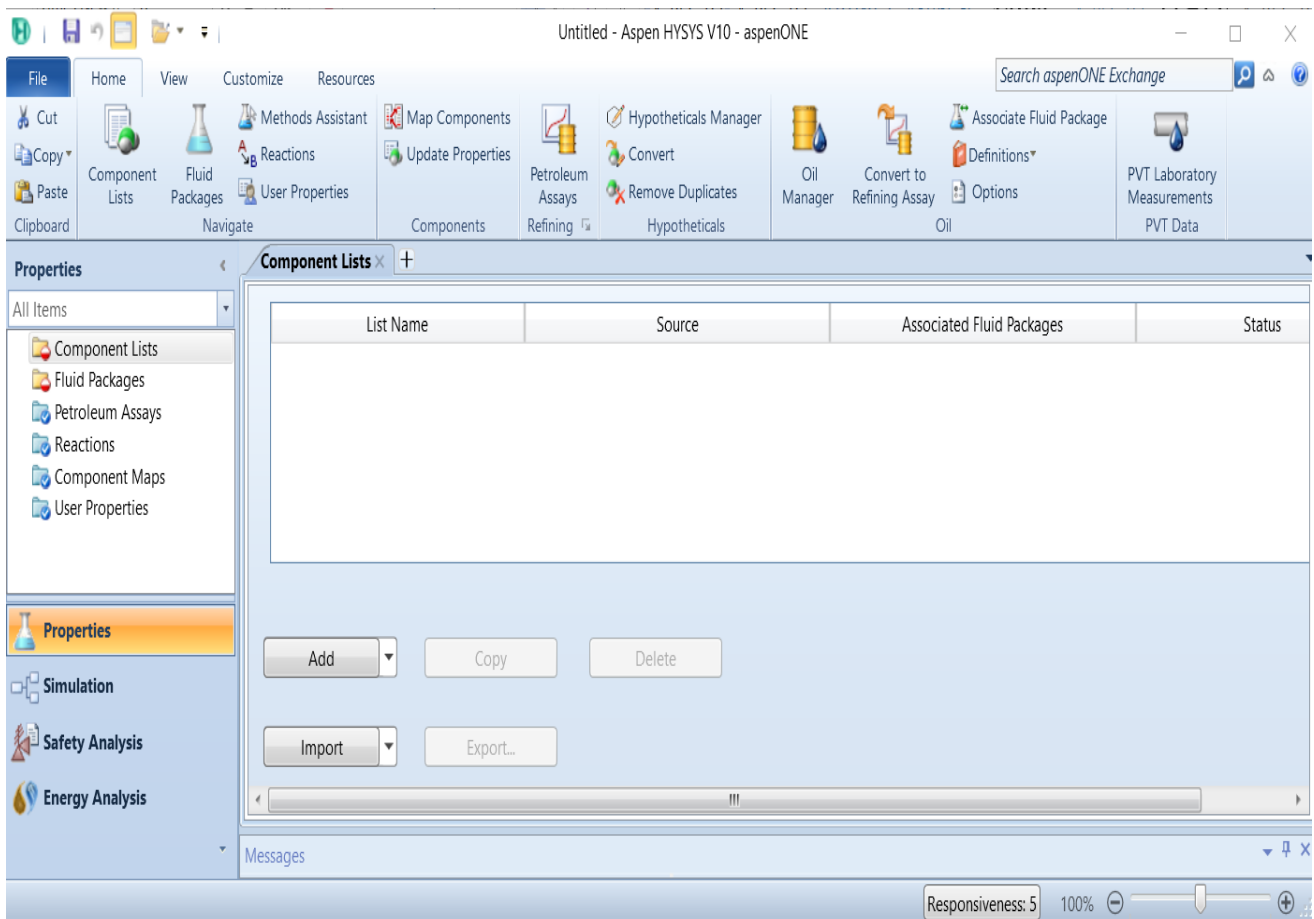 Untitled - Aspen HYSYS V10 - aspenONE
File Home View Customize Resources
Search aspenONE Exchange
Cut
Copy
Paste
Clipboard
Component Lists
Fluid Packages
Methods Assistant
Reactions
User Properties
Navigate
Map Components
Update Properties
Components
Petroleum Assays
Refining
Hypotheticals Manager
Convert
Remove Duplicates
Hypotheticals
Oil Manager
Convert to Refining Assay
Associate Fluid Package
Definitions
Options
Oil
PVT Laboratory Measurements
PVT Data
Properties
All Items
Component Lists
Fluid Packages
Petroleum Assays
Reactions
Component Maps
User Properties
Properties
Simulation
Safety Analysis
Energy Analysis
Component Lists
List Name Source Associated Fluid Packages Status
Add Copy Delete
Import Export...
Messages
Responsiveness: 5 100%